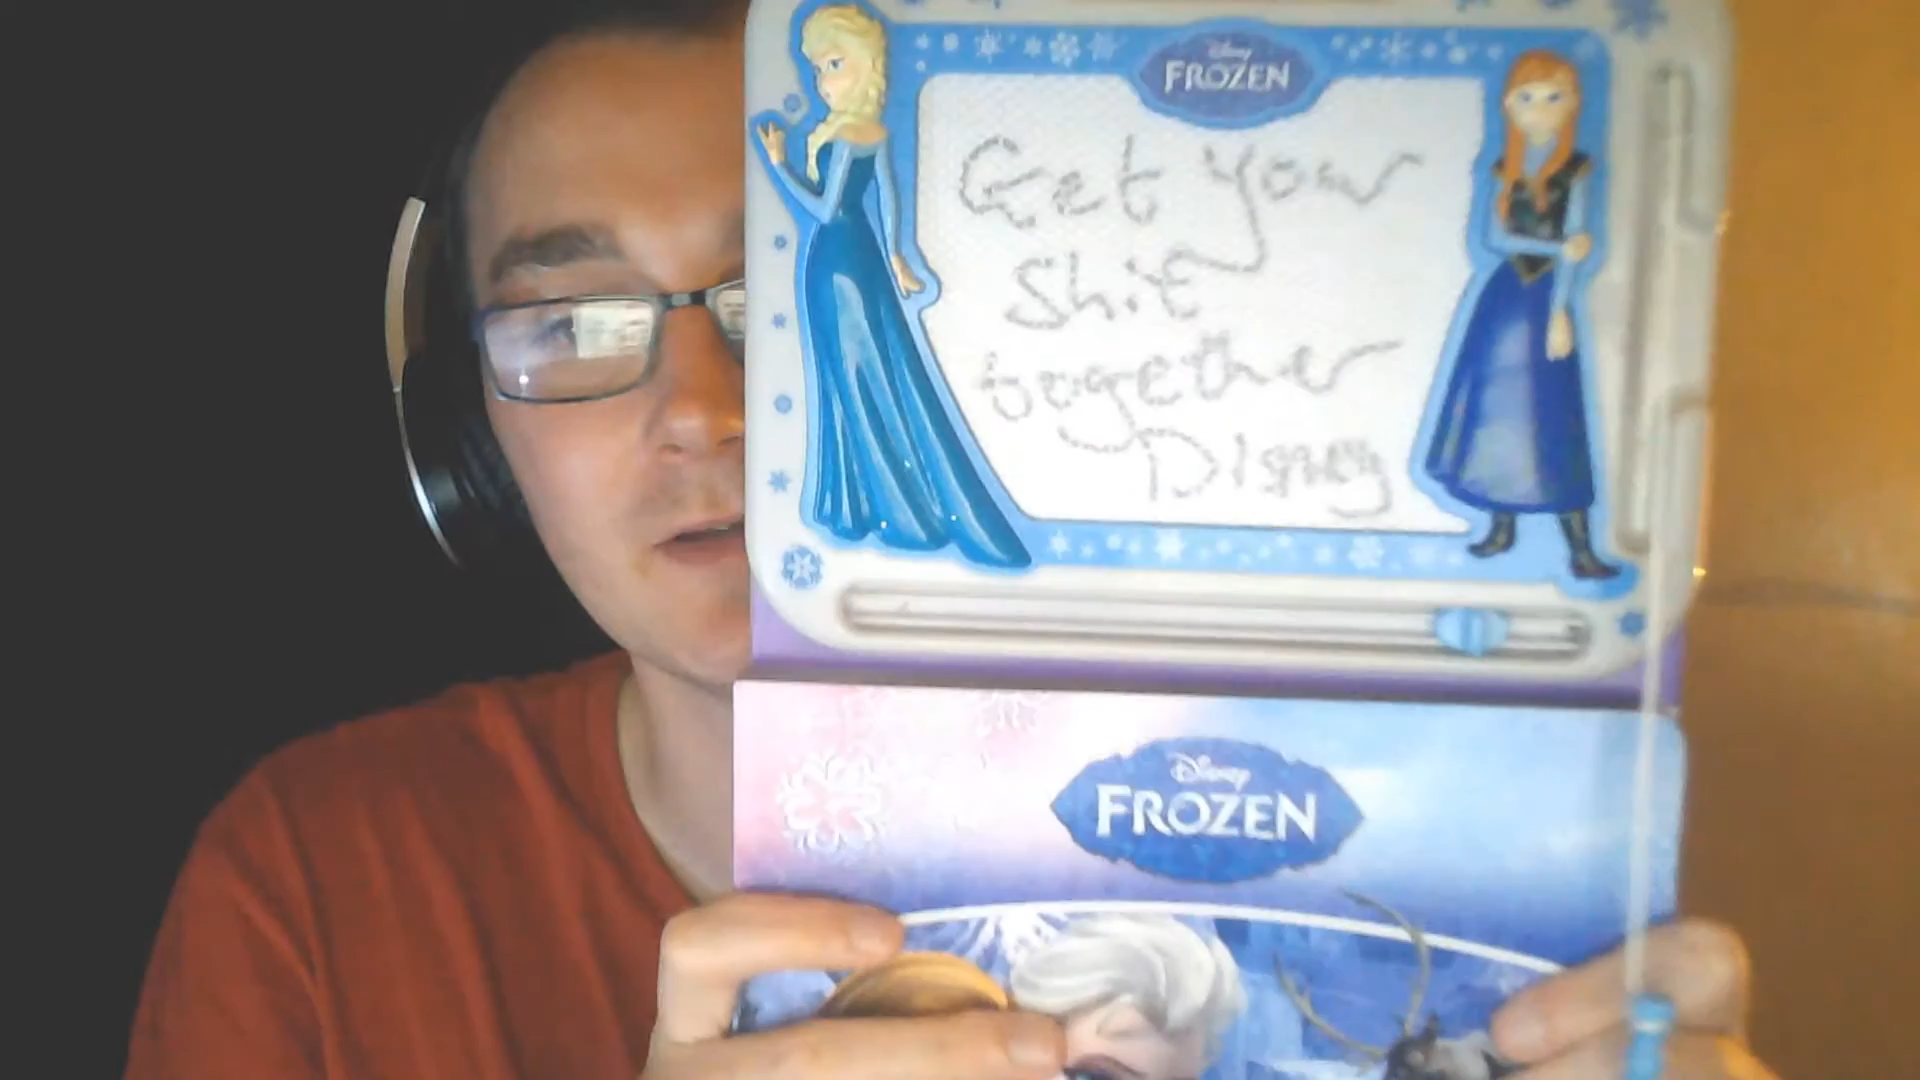 Disney
FROZEN
Get your
Shit
together
Disney
Disney
FROZEN